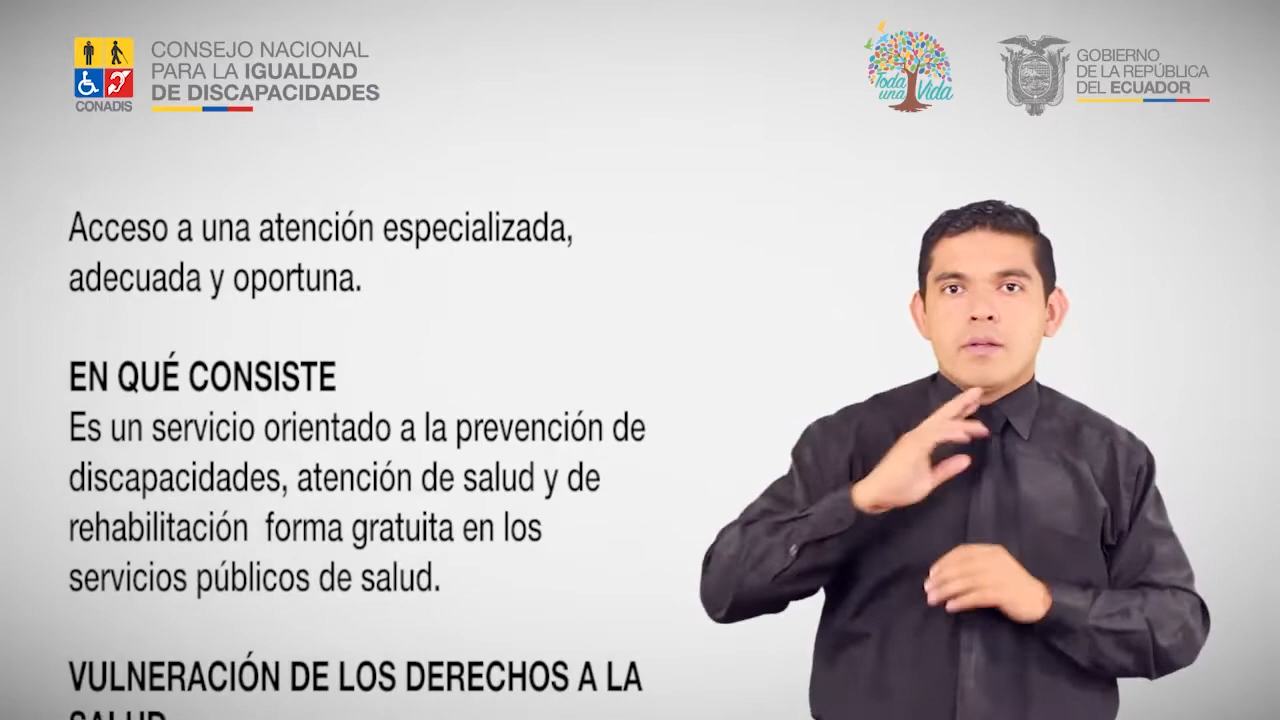 CONSEJO NACIONAL
PARA LA IGUALDAD
DE DISCAPACIDADES
CONADIS
Toda
una Vida
GOBIERNO
DE LA REPÚBLICA
DEL ECUADOR
Acceso a una atención especializada,
adecuada y oportuna.
EN QUÉ CONSISTE
Es un servicio orientado a la prevención de
discapacidades, atención de salud y de
rehabilitación forma gratuita en los
servicios públicos de salud.
VULNERACIÓN DE LOS DERECHOS A LA
SALUD